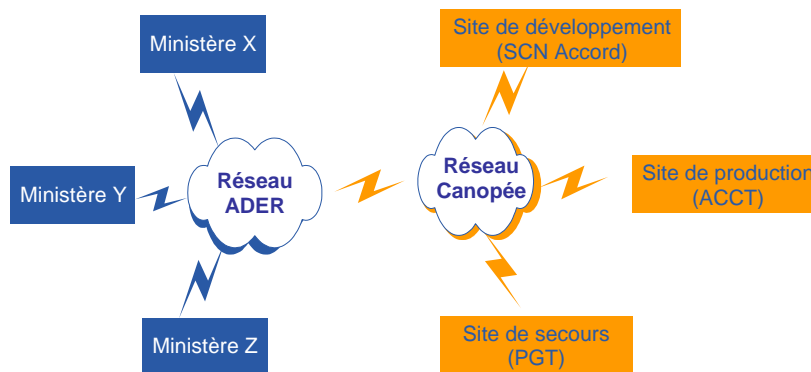 Ministère X
Site de développement
(SCN Accord)
Réseau
ADER
Réseau
Canopée
Ministère Y
Site de production
(ACCT)
Ministère Z
Site de secours
(PGT)